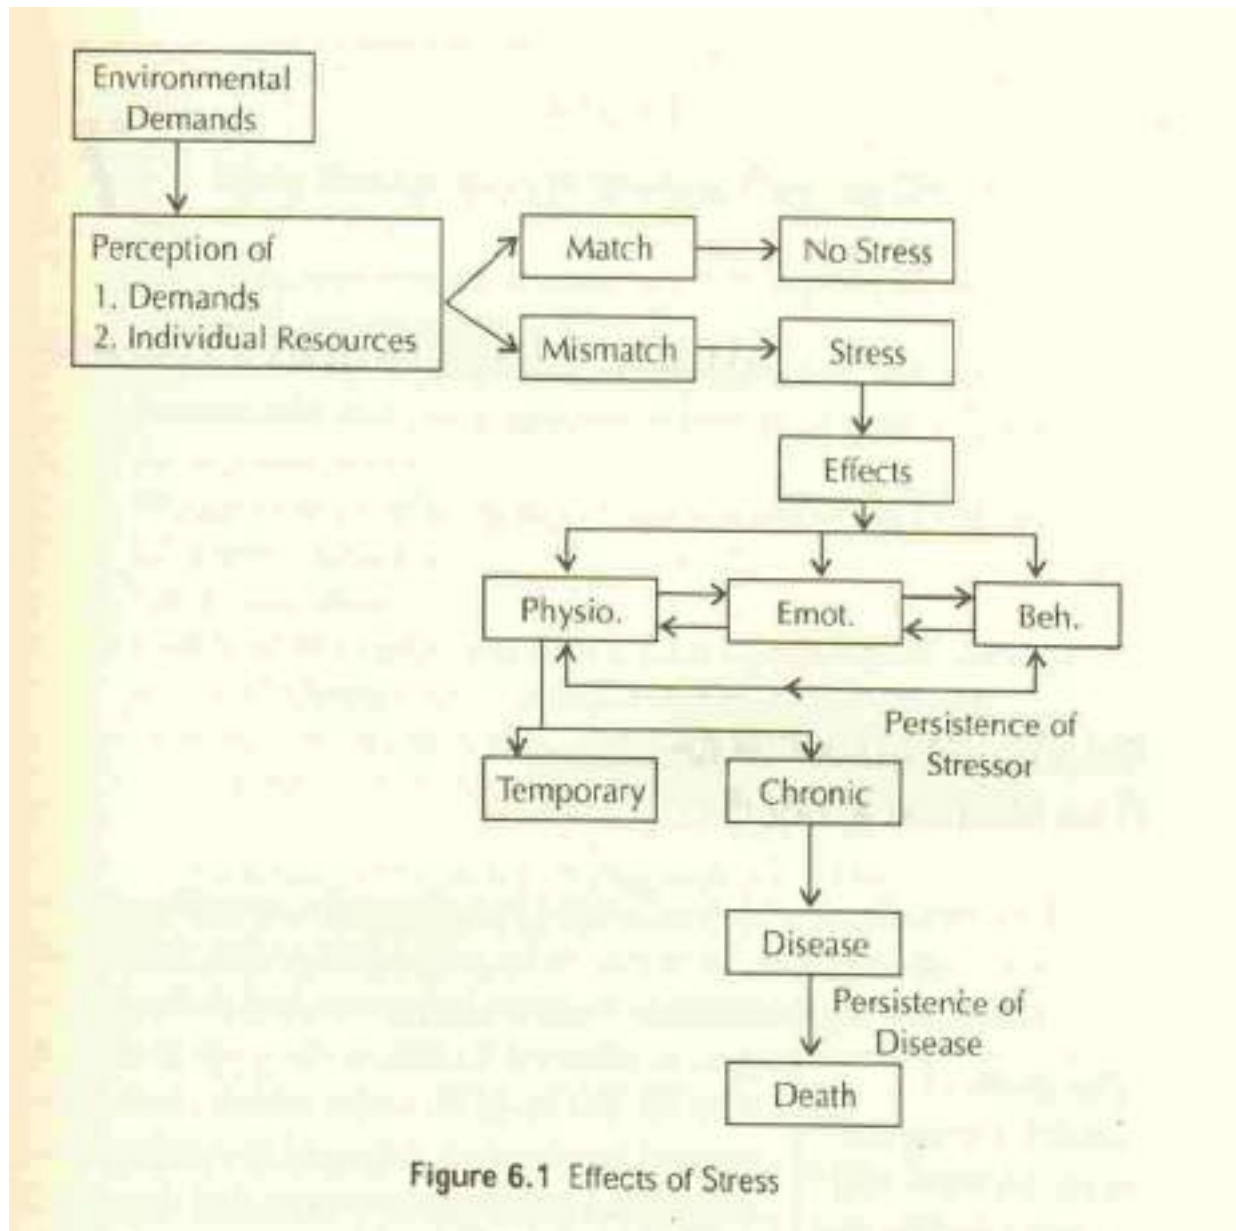 Environmental
Demands
Perception of
1. Demands
2. Individual Resources
Match
No Stress
Mismatch
Stress
Effects
Physio.
Emot.
Beh.
Persistence of
Stressor
Temporary
Chronic
Disease
Persistence of
Disease
Death
Figure 6.1 Effects of Stress